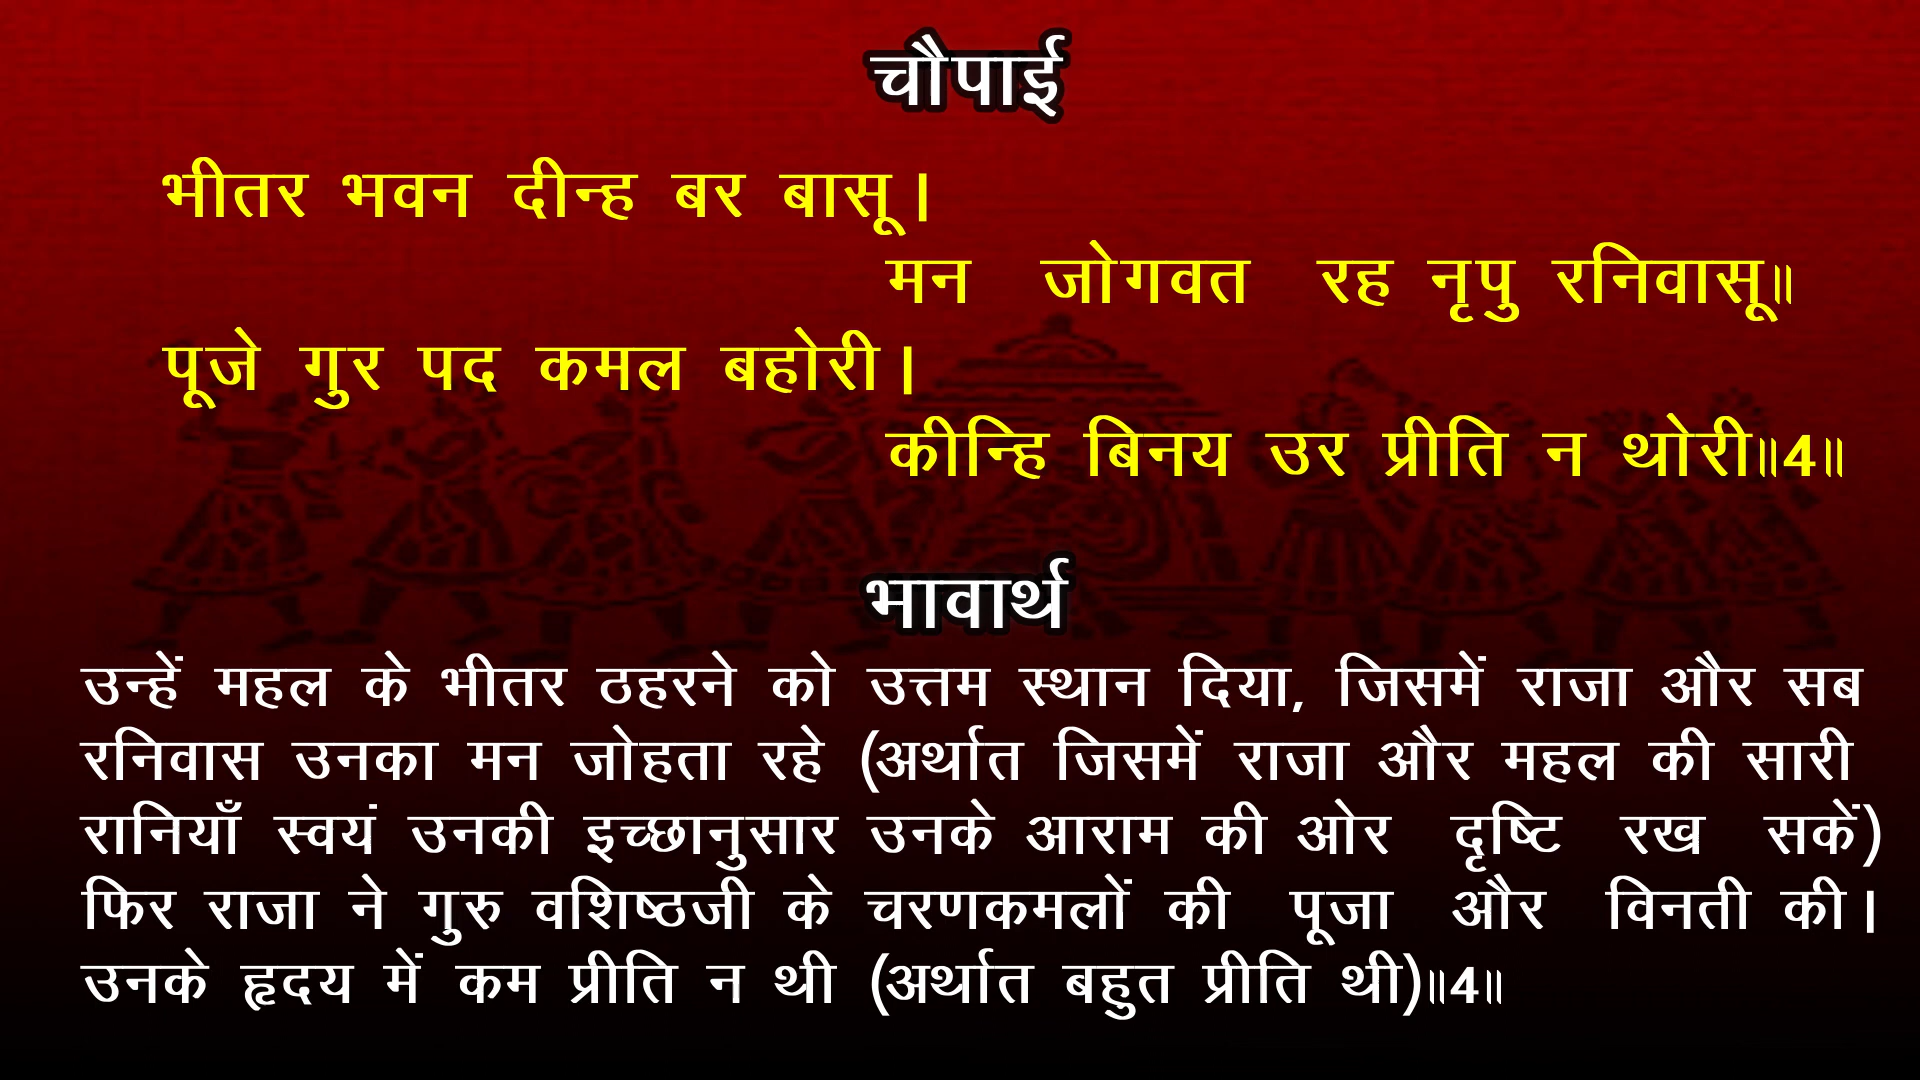 चौपाई
भीतर भवन दीन्ह बर बासू।
मन जोगवत रह नृपु रनिवासू॥
पूजे गुर पद कमल बहोरी।
कीन्हि बिनय उर प्रीति न थोरी॥4॥
भावार्थ
उन्हें महल के भीतर ठहरने को उत्तम स्थान दिया, जिसमें राजा और सब
रनिवास उनका मन जोहता रहे (अर्थात जिसमें राजा और महल की सारी
रानियाँ स्वयं उनकी इच्छानुसार उनके आराम की ओर दृष्टि रख सकें)
फिर राजा ने गुरु वशिष्ठजी के चरणकमलों की पूजा और विनती की।
उनके हृदय में कम प्रीति न थी (अर्थात बहुत प्रीति थी)॥4॥